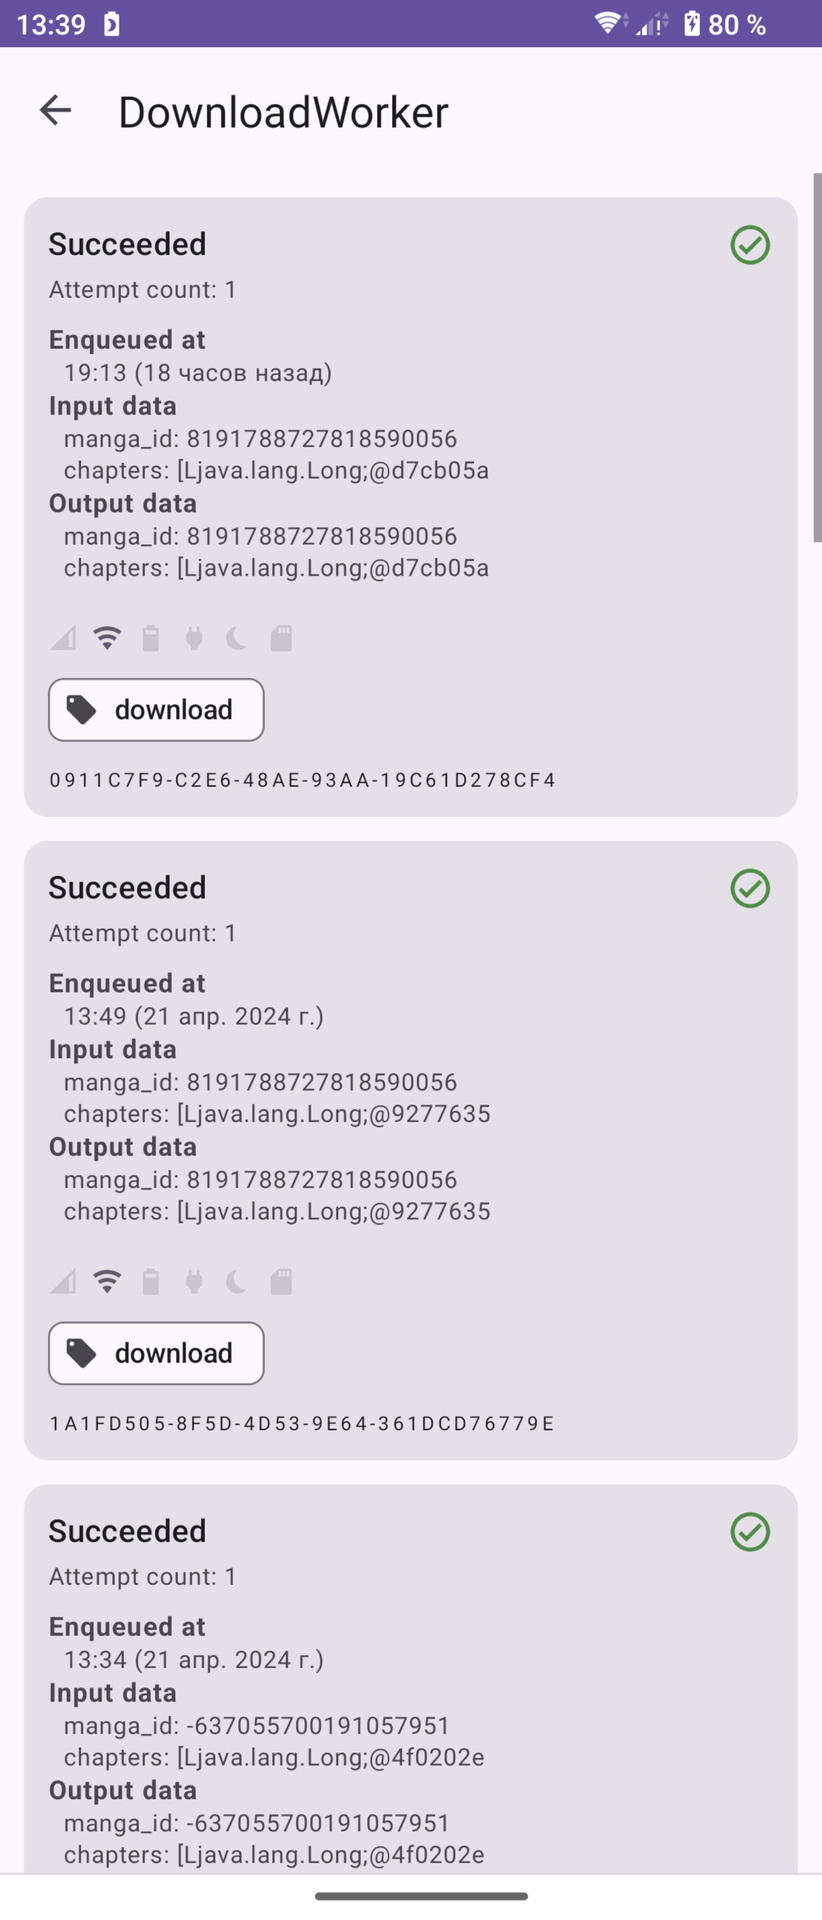 13:39
80 %
DownloadWorker
Succeeded
Attempt count: 1
Enqueued at
19:13 (18 часов назад)
Input data
manga_id: 8191788727818590056
chapters: [Ljava.lang.Long;@d7cb05a
Output data
manga_id: 8191788727818590056
chapters: [Ljava.lang.Long;@d7cb05a
download
0911C7F9-C2E6-48AE-93AA-19C61D278CF4
Succeeded
Attempt count: 1
Enqueued at
13:49 (21 апр. 2024 г.)
Input data
manga_id: 8191788727818590056
chapters: [Ljava.lang.Long;@9277635
Output data
manga_id: 8191788727818590056
chapters: [Ljava.lang.Long;@9277635
download
1A1FD505-8F5D-4D53-9E64-361DCD76779E
Succeeded
Attempt count: 1
Enqueued at
13:34 (21 апр. 2024 г.)
Input data
manga_id: -637055700191057951
chapters: [Ljava.lang.Long;@4f0202e
Output data
manga_id: -637055700191057951
chapters: [Ljava.lang.Long;@4f0202e